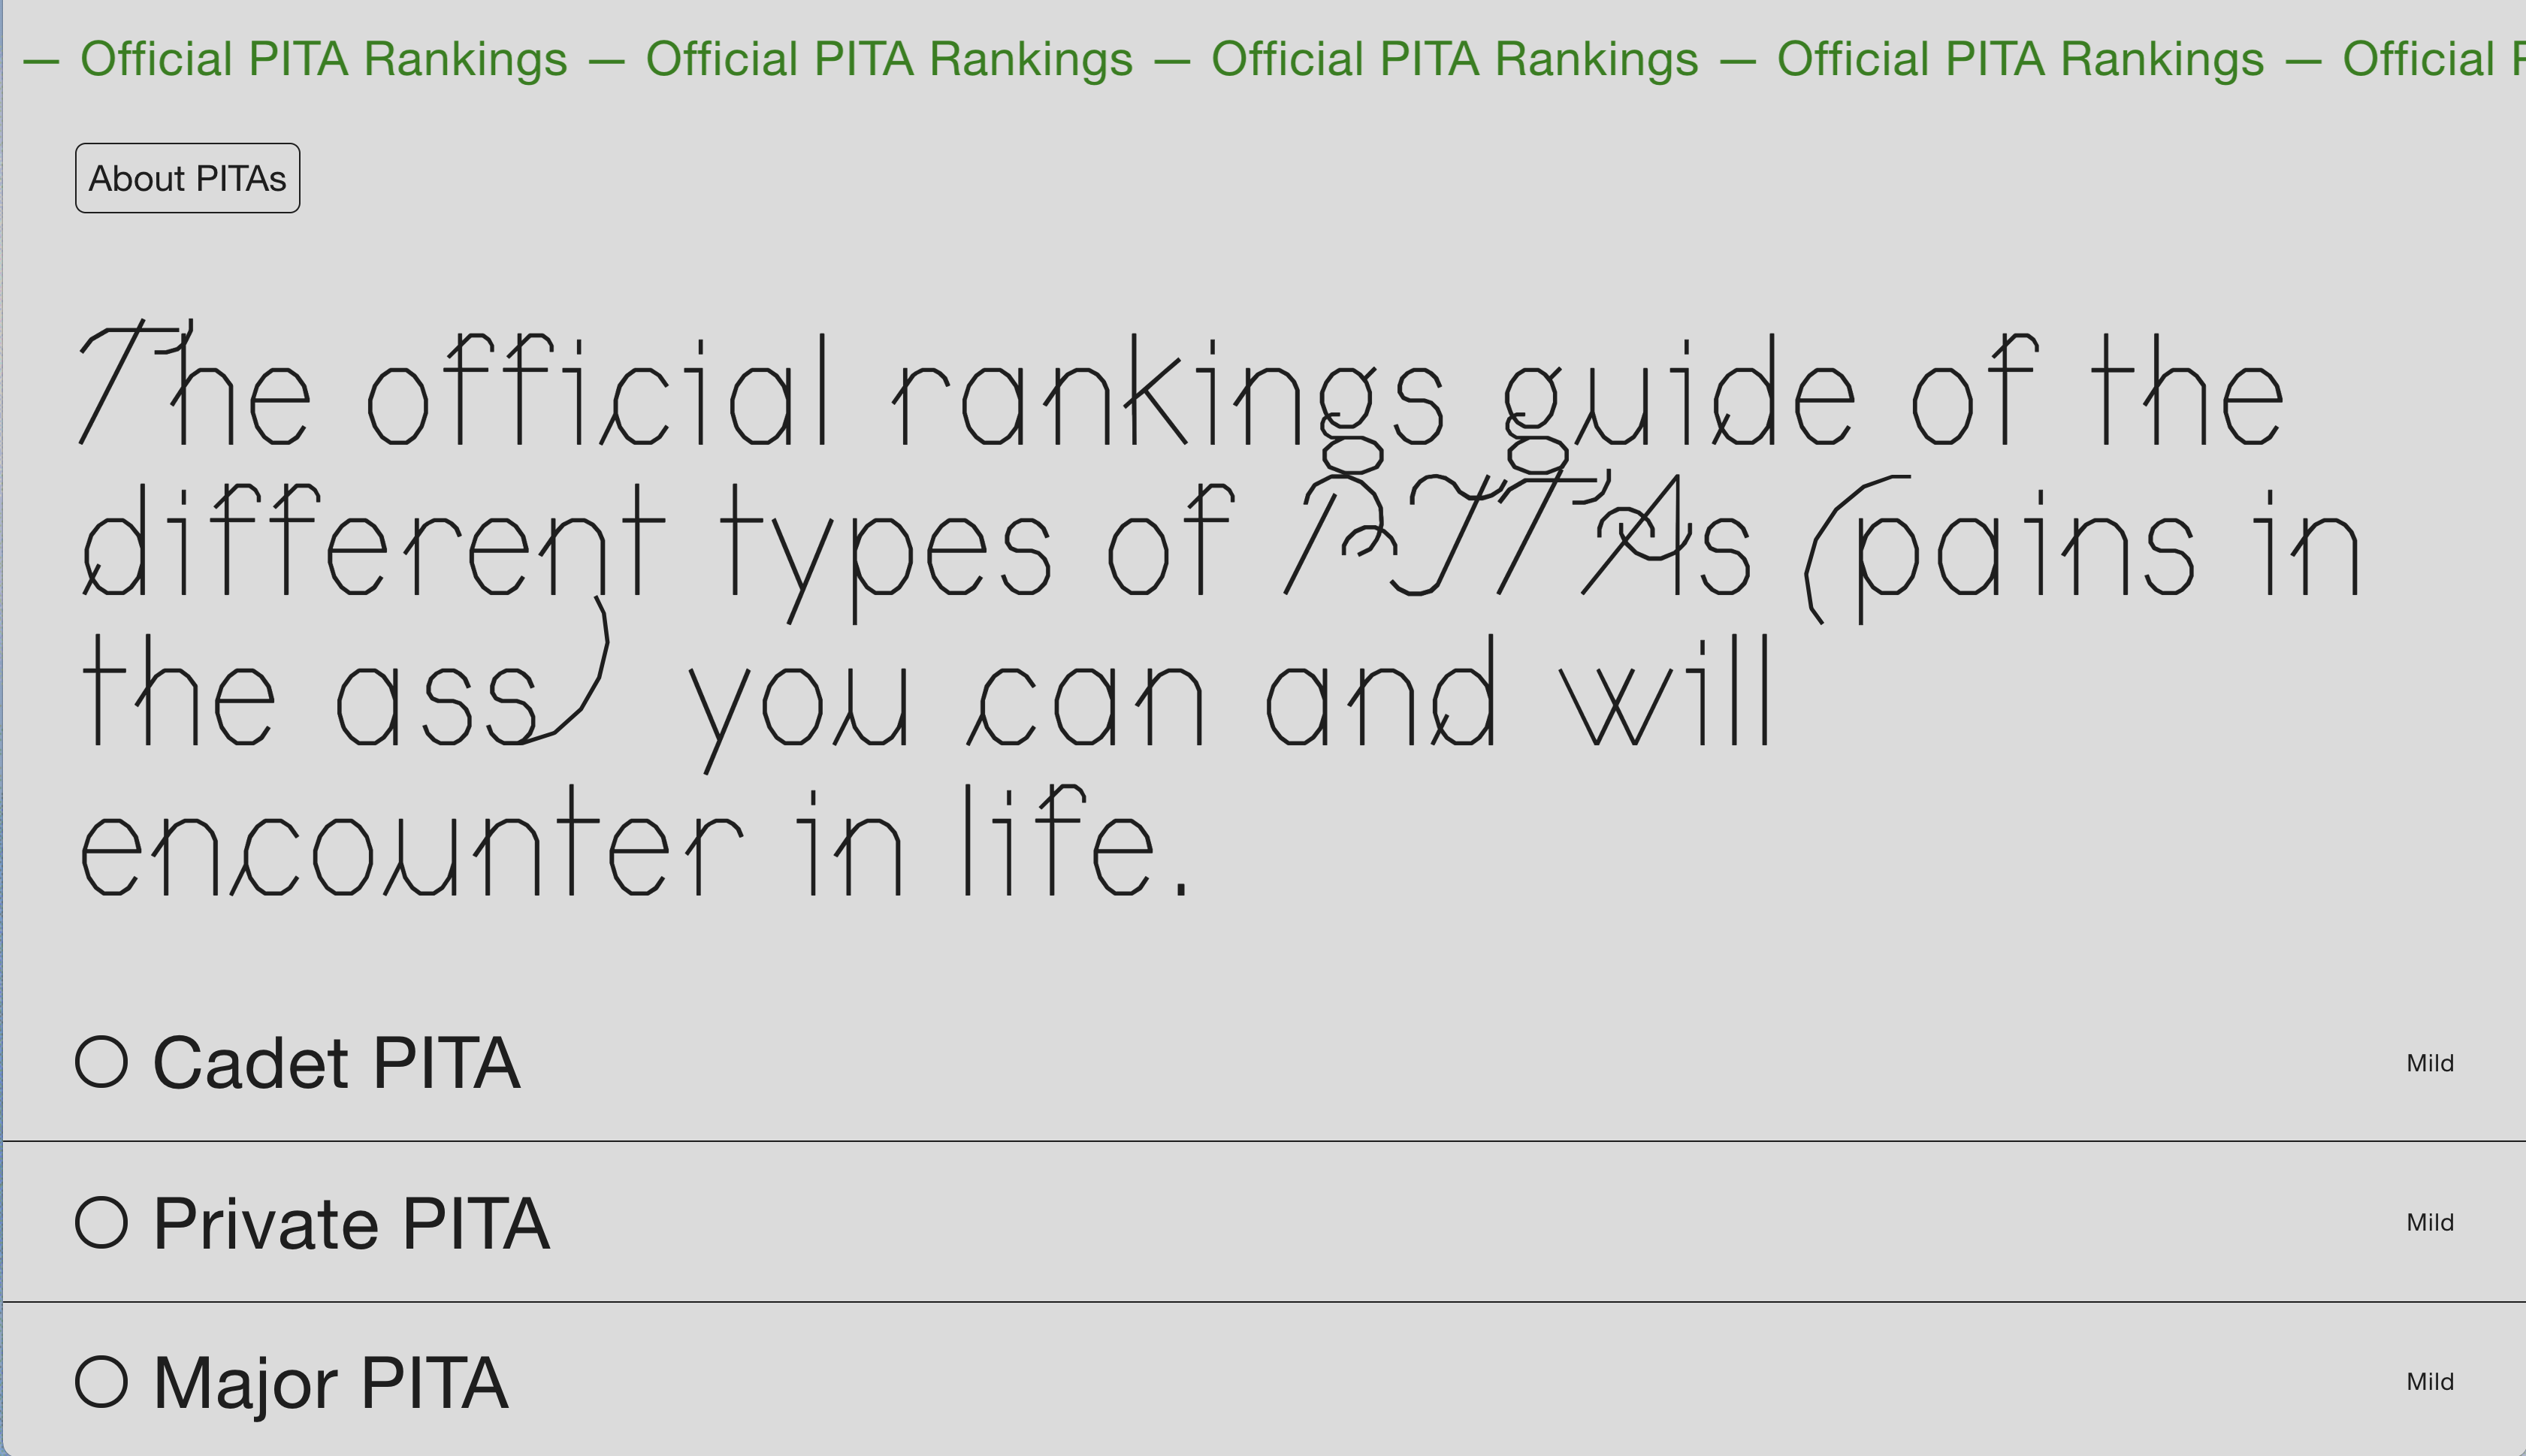 — Official PITA Rankings — Official PITA Rankings — Official PITA Rankings — Official PITA Rankings — Official
About PITAs
The official rankings guide of the
different types of PITAs (pains in
the ass) you can and will
encounter in life.
Cadet PITA Mild
Private PITA Mild
Major PITA Mild